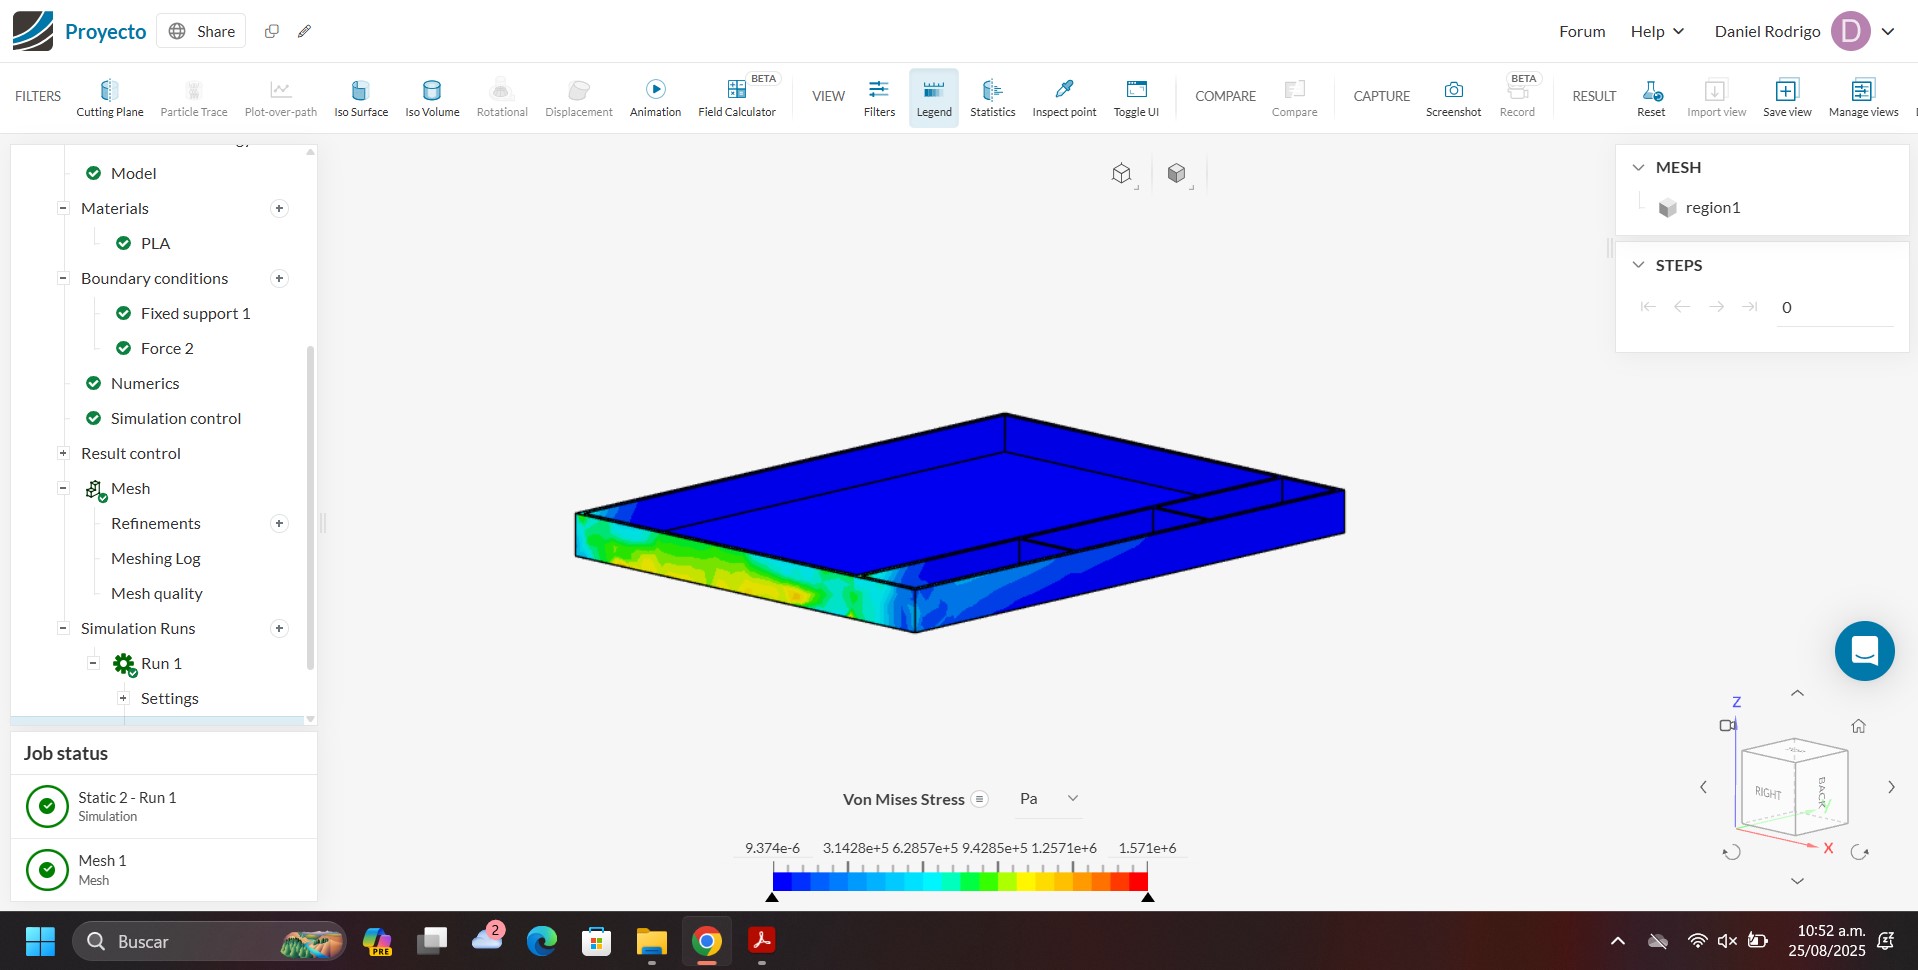 Proyecto
Share
Forum
Help
Daniel Rodrigo
D
FILTERS
Cutting Plane
Particle Trace
Plot-over-path
Iso Surface
Iso Volume
Rotational
Displacement
Animation
BETA
Field Calculator
VIEW
Filters
Legend
Statistics
Inspect point
Toggle UI
COMPARE
Compare
CAPTURE
Screenshot
BETA
Record
RESULT
Reset
Import view
Save view
Manage views
Model
Materials
PLA
Boundary conditions
Fixed support 1
Force 2
Numerics
Simulation control
Result control
Mesh
Refinements
Meshing Log
Mesh quality
Simulation Runs
Run 1
Settings
Job status
Static 2 - Run 1
Simulation
Mesh 1
Mesh
MESH
region1
STEPS
0
Von Mises Stress
Pa
9.374e-6 3.1428e+5 6.2857e+5 9.4285e+5 1.2571e+6 1.571e+6
Z
TOP
RIGHT
BACK
Y
X
Buscar
PRE
2
10:52 a.m.
25/08/2025